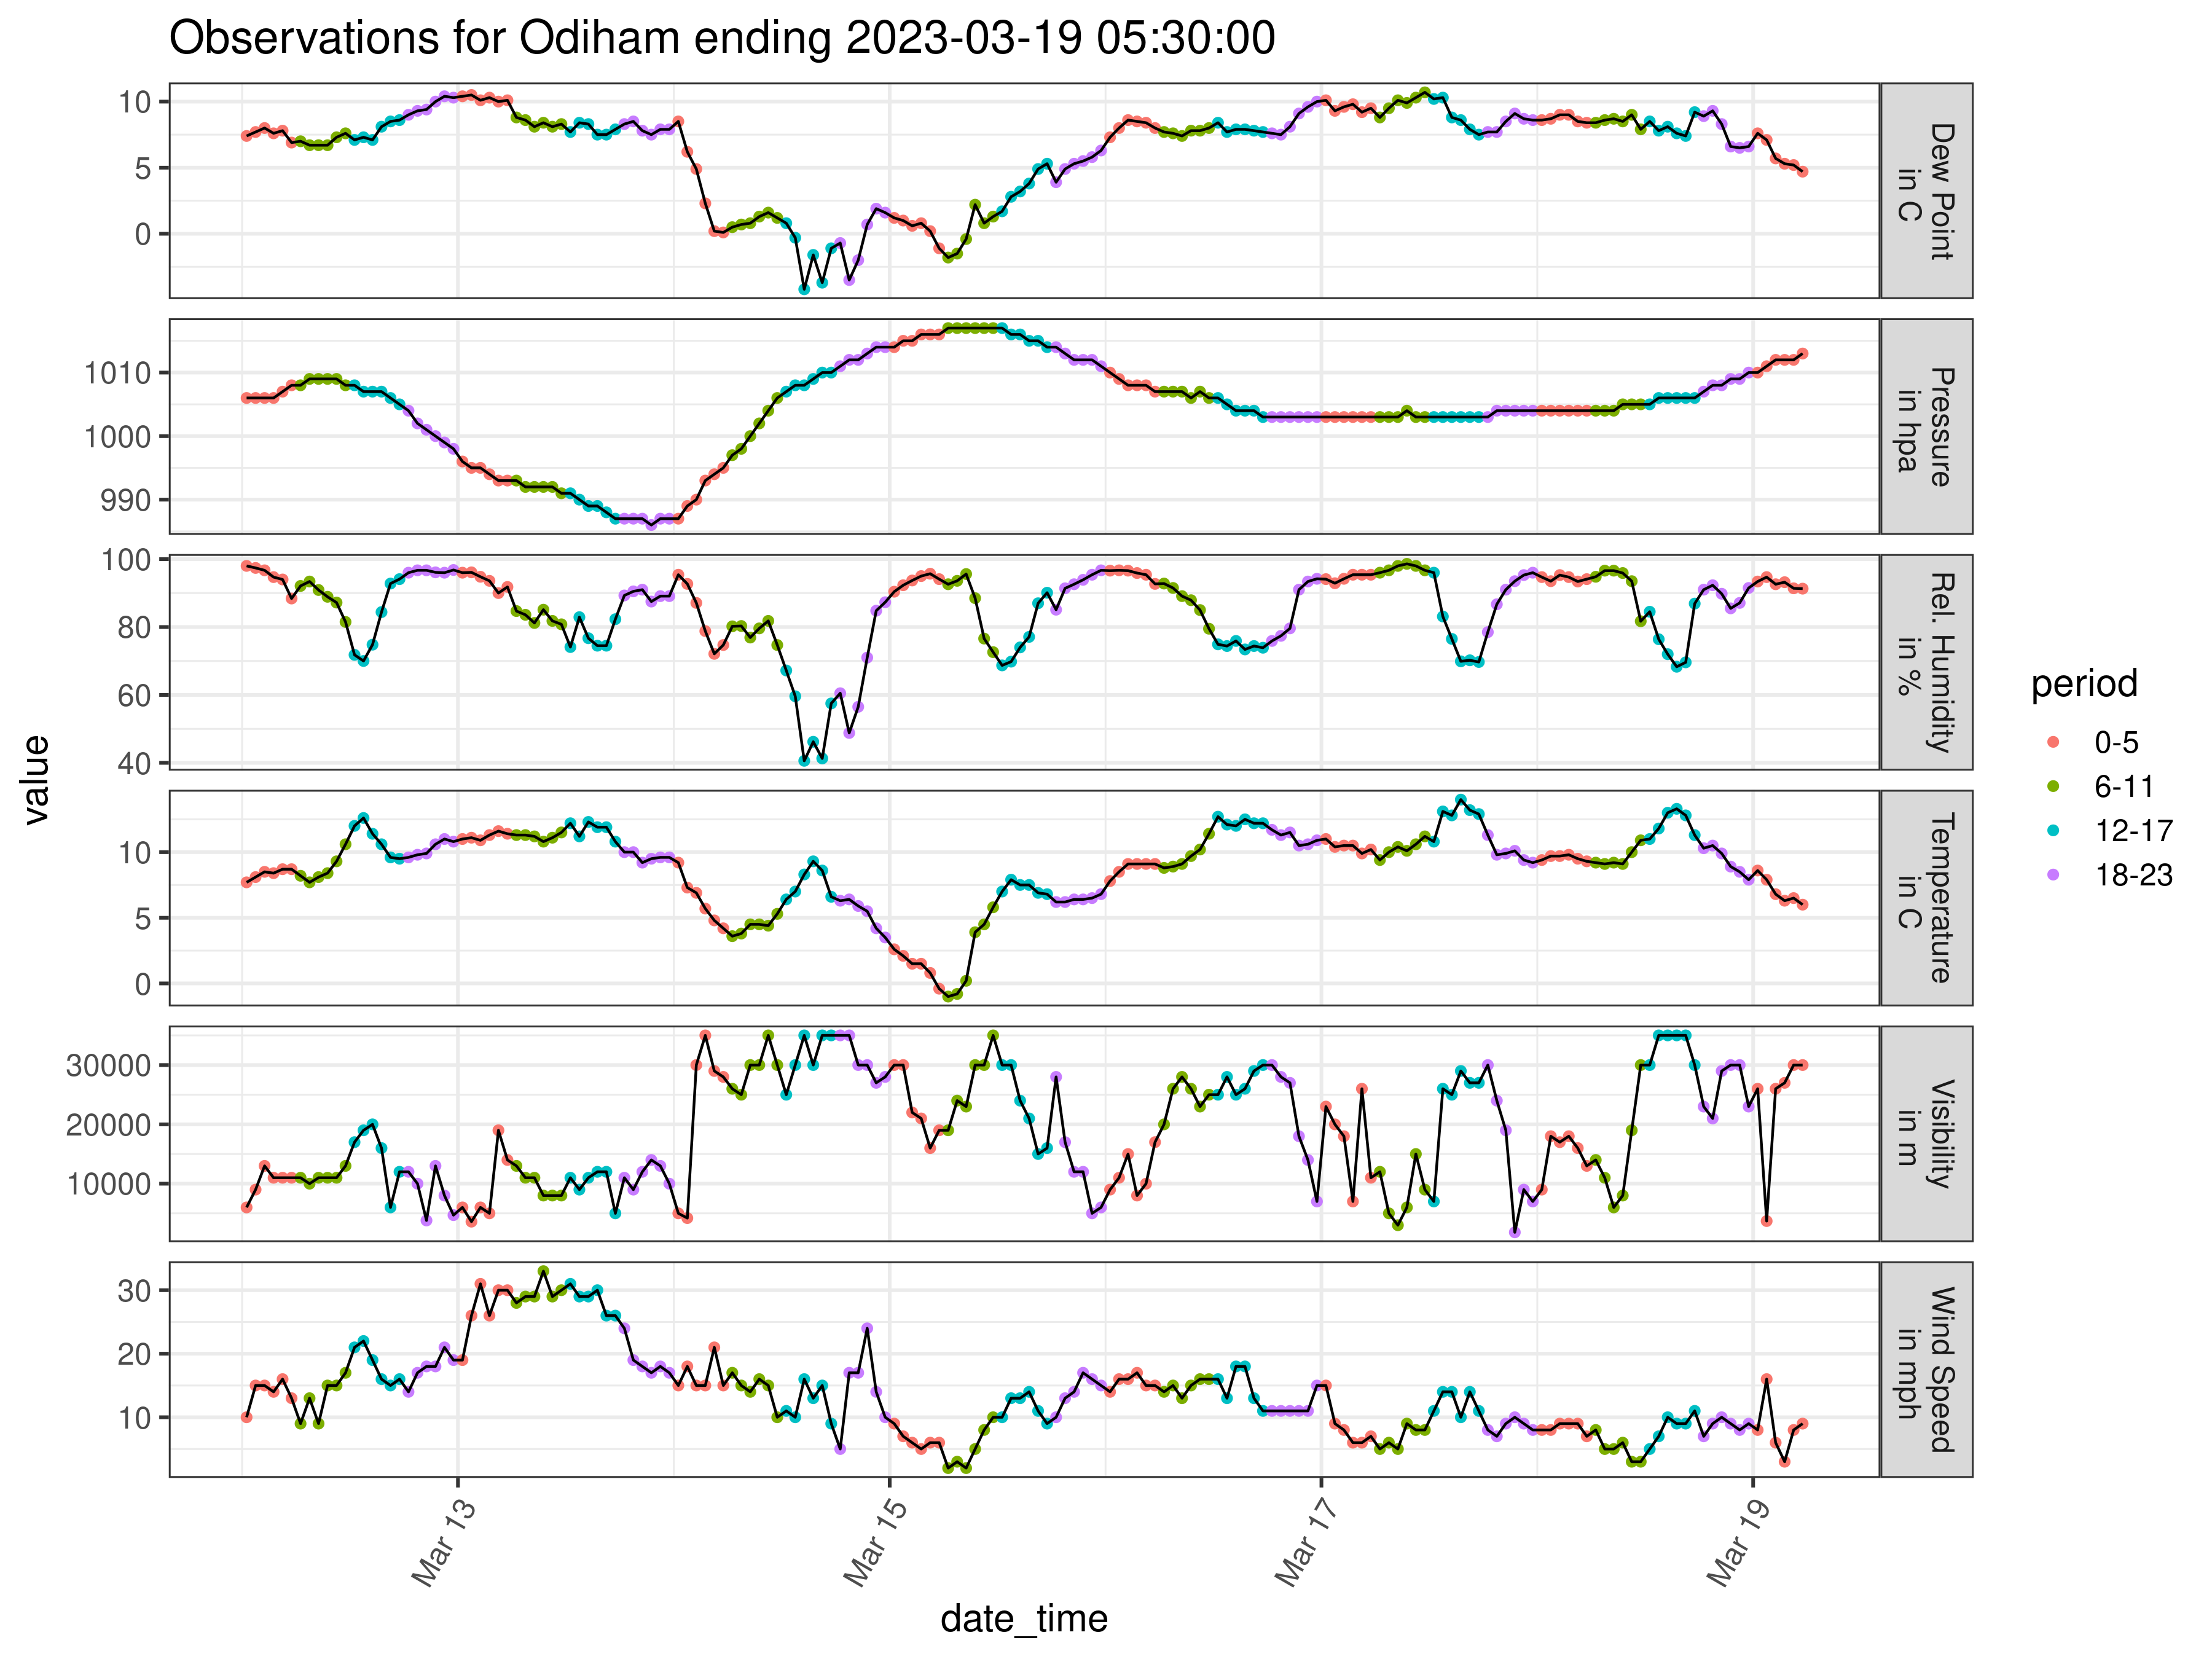 Observations for Odiham ending 2023-03-19 05:30:00
value
10
5
0
Dew Point
in C
1010
1000
990
Pressure
in hpa
100
80
60
40
Rel. Humidity
in %
10
5
0
Temperature
in C
30000
20000
10000
Visibility
in m
30
20
10
Wind Speed
in mph
Mar 13
Mar 15
Mar 17
Mar 19
date_time
period
0-5
6-11
12-17
18-23